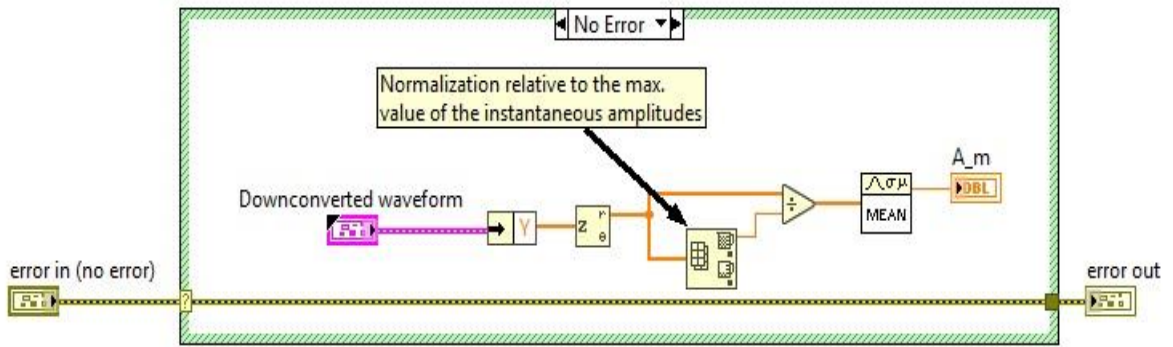 No Error
Normalization relative to the max.
value of the instantaneous amplitudes
A_m
DBL
Downconverted waveform
Y
z
r
θ
÷
σμ
MEAN
error in (no error)
?
error out